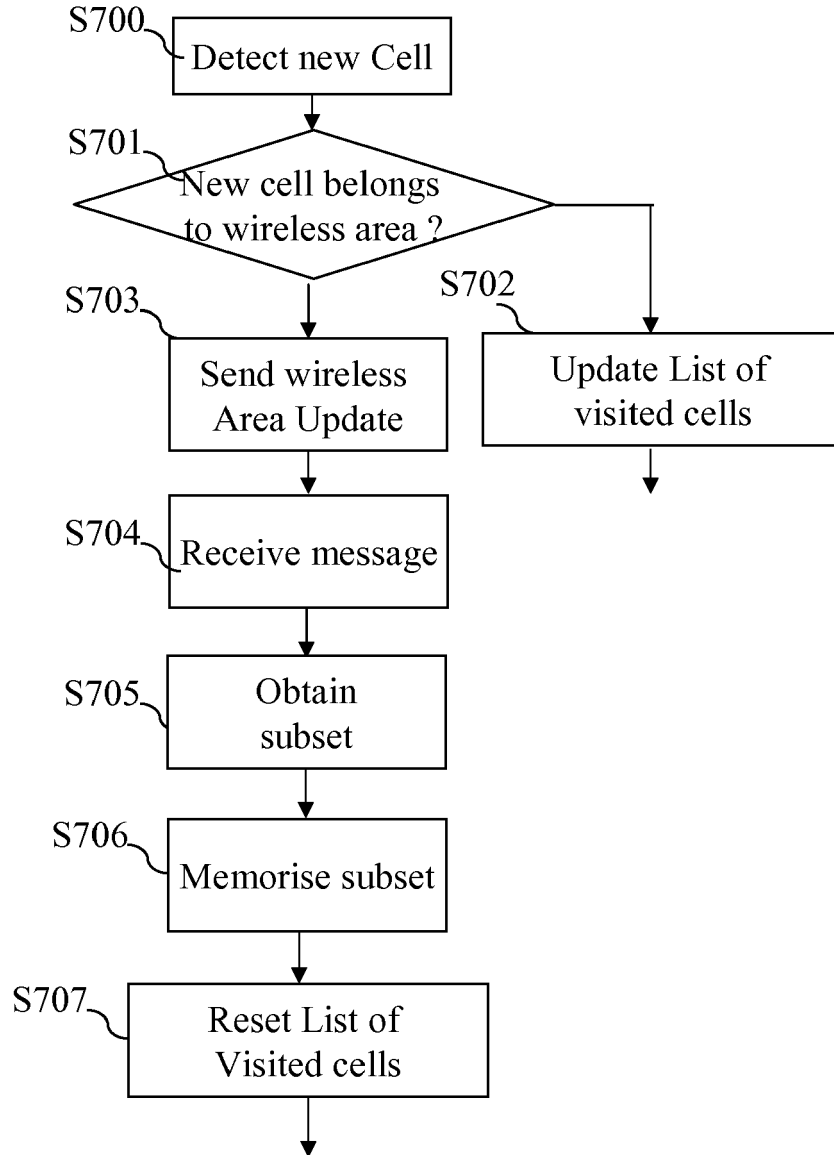 S700
Detect new Cell
S701
New cell belongs
to wireless area ?
S703
Send wireless
Area Update
S702
Update List of
visited cells
S704
Receive message
S705
Obtain
subset
S706
Memorise subset
S707
Reset List of
Visited cells